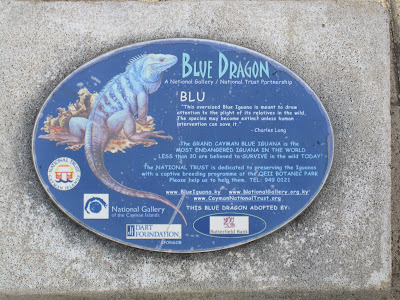 BLUE DRAGON
A National Gallery / National Trust Partnership
BLU
"This oversized Blue Iguana is meant to draw
attention to the plight of its relatives in the wild.
The species may become extinct unless human
intervention can save it."
-Charles Long
The GRAND CAYMAN BLUE IGUANA is the
MOST ENDANGERED IGUANA IN THE WORLD
LESS than 30 are believed to SURVIVE in the wild TODAY!
The NATIONAL TRUST is dedicated to preserving the Iguanas
with a captive breeding programme at the QEII BOTANIC PARK
Please help us to help them. TEL: 949 0121
www.BlueIguana.ky www.NationalGallery.org.ky
www.CaymanNationalTrust.org
THIS BLUE DRAGON ADOPTED BY:
National Gallery
of the Cayman Islands
DART
FOUNDATION
SPONSOR
Butterfield Bank